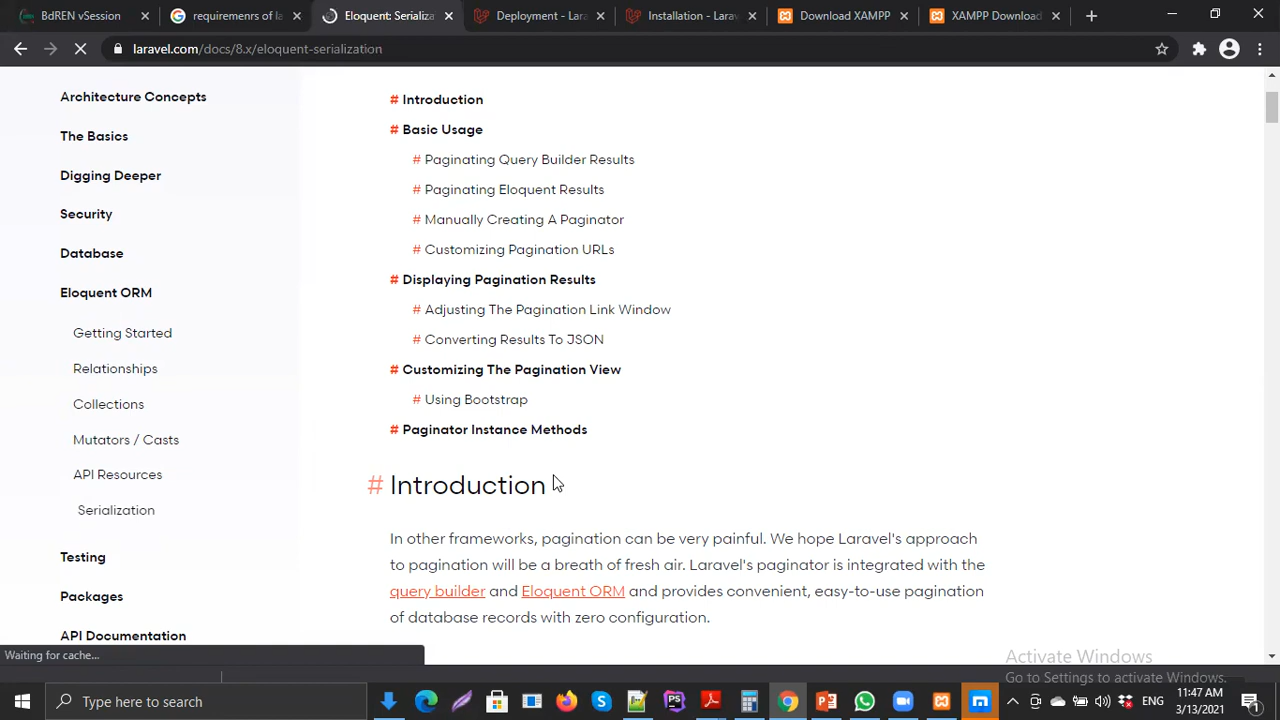 BdREN vSession
requiremenrs of la
Eloquent: Serializa
Deployment - Lara
Installation - Larav
Download XAMPP
XAMPP Download
laravel.com/docs/8.x/eloquent-serialization
Architecture Concepts
The Basics
Digging Deeper
Security
Database
Eloquent ORM
Getting Started
Relationships
Collections
Mutators / Casts
API Resources
Serialization
Testing
Packages
API Documentation
# Introduction
# Basic Usage
# Paginating Query Builder Results
# Paginating Eloquent Results
# Manually Creating A Paginator
# Customizing Pagination URLs
# Displaying Pagination Results
# Adjusting The Pagination Link Window
# Converting Results To JSON
# Customizing The Pagination View
# Using Bootstrap
# Paginator Instance Methods
# Introduction
In other frameworks, pagination can be very painful. We hope Laravel's approach
to pagination will be a breath of fresh air. Laravel's paginator is integrated with the
query builder and Eloquent ORM and provides convenient, easy-to-use pagination
of database records with zero configuration.
Waiting for cache...
Activate Windows
Go to Settings to activate Windows.
Type here to search
ENG
11:47 AM
3/13/2021